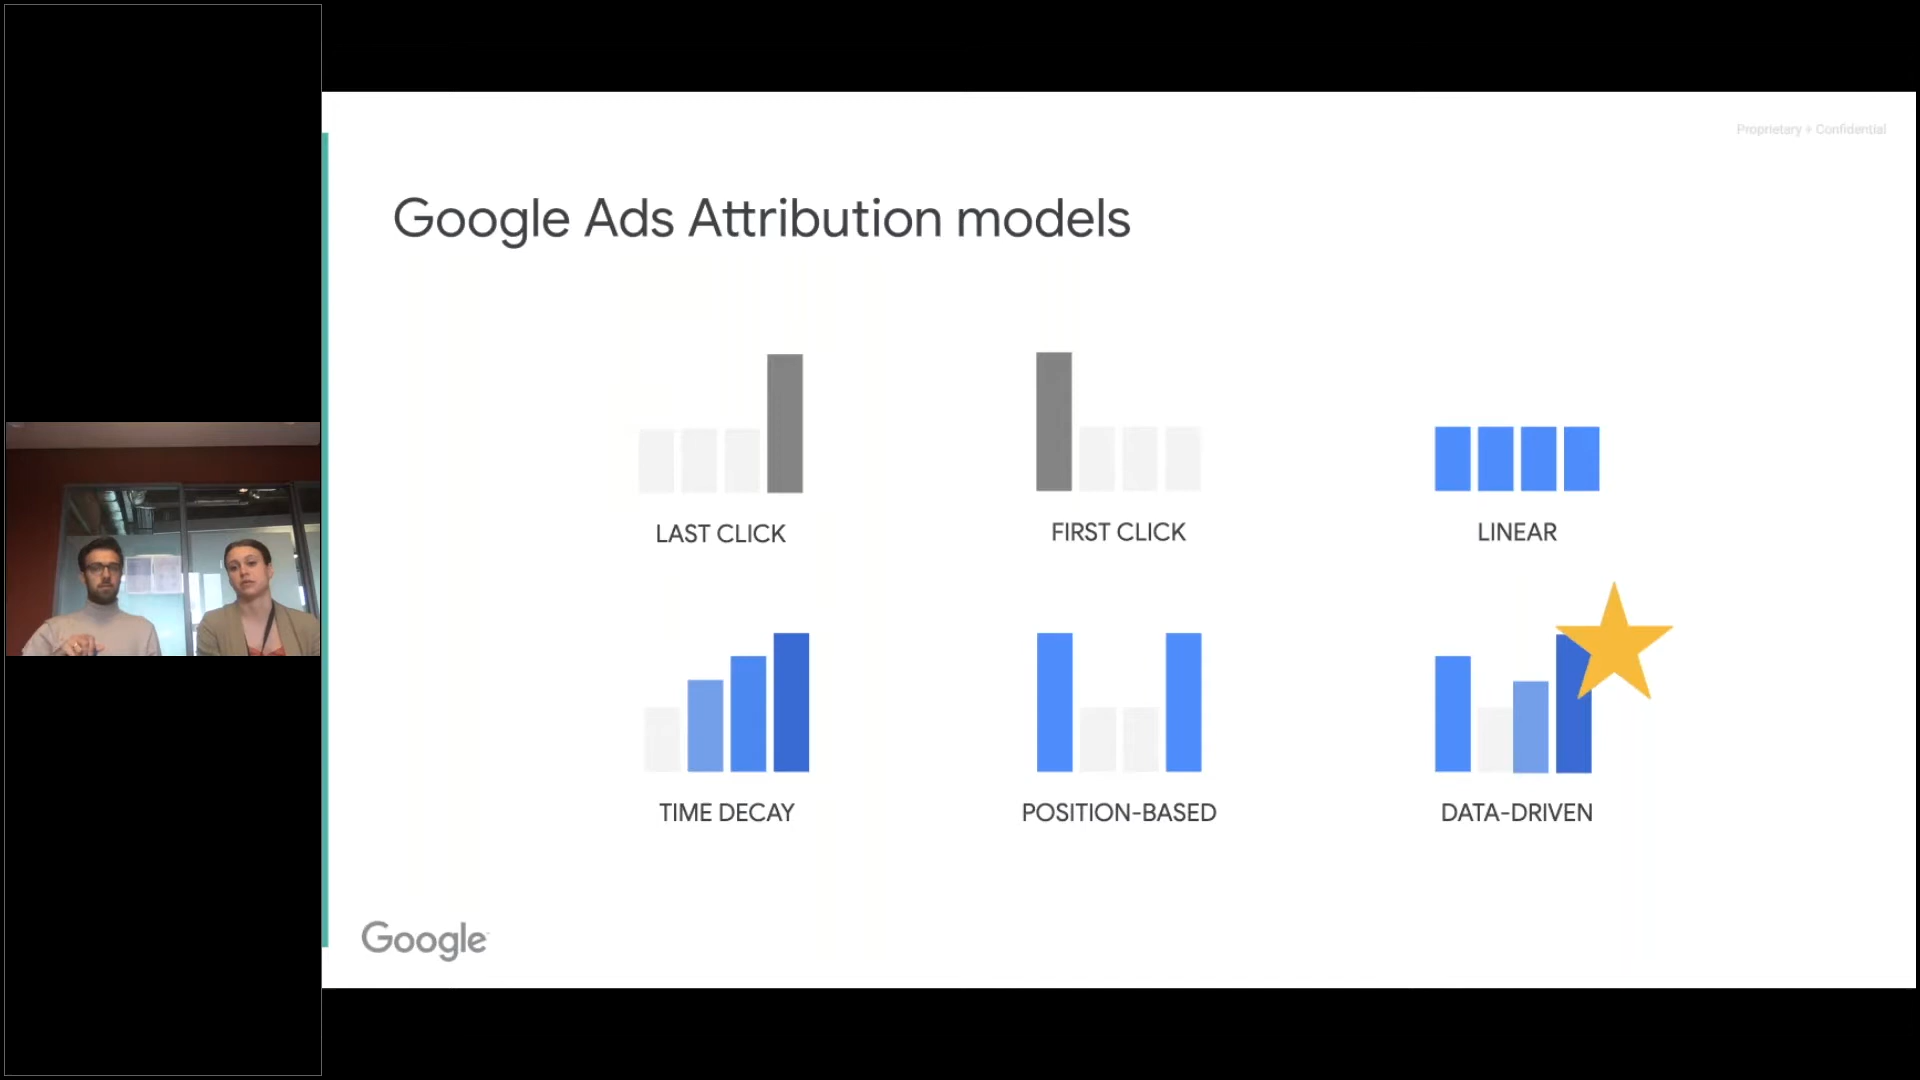 Proprietary + Confidential
Google Ads Attribution models
LAST CLICK
FIRST CLICK
LINEAR
TIME DECAY
POSITION-BASED
DATA-DRIVEN
Google